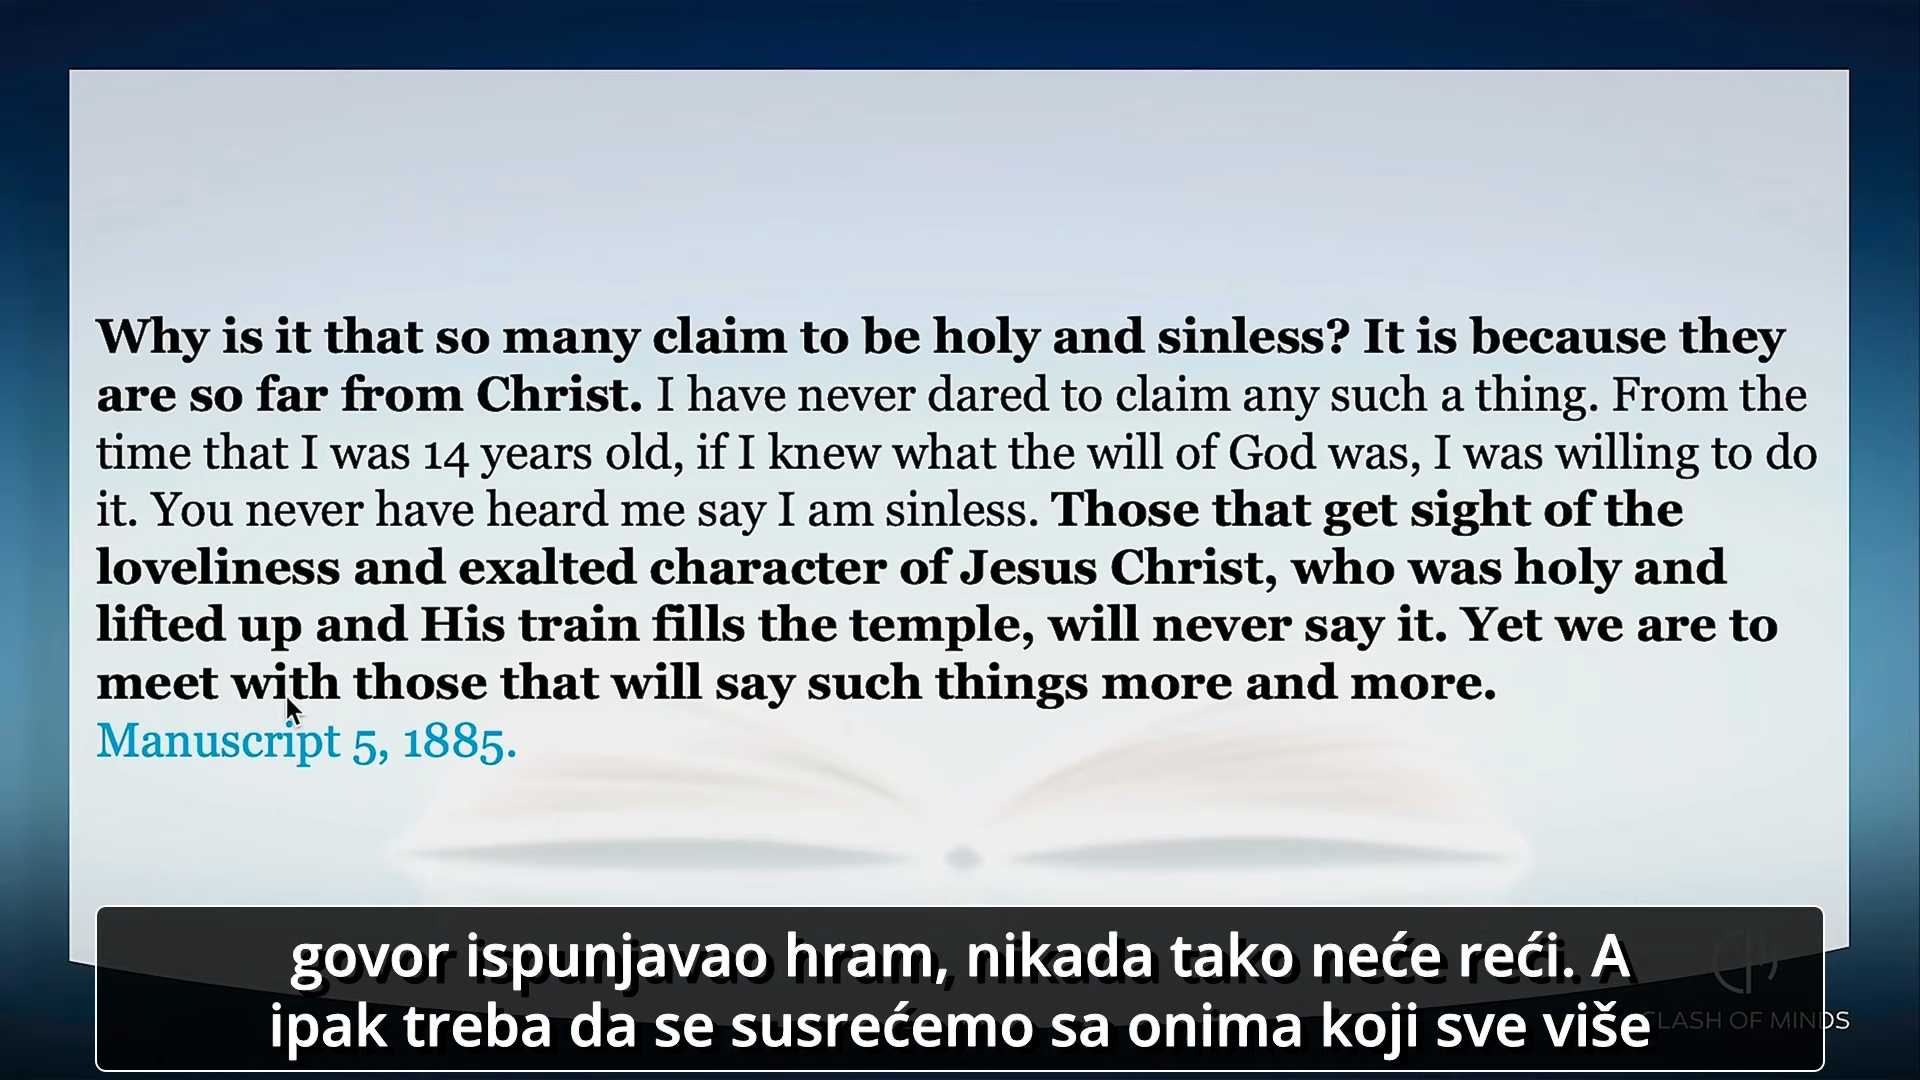 Why is it that so many claim to be holy and sinless? It is because they
are so far from Christ. I have never dared to claim any such a thing. From the
time that I was 14 years old, if I knew what the will of God was, I was willing to do
it. You never have heard me say I am sinless. Those that get sight of the
loveliness and exalted character of Jesus Christ, who was holy and
lifted up and His train fills the temple, will never say it. Yet we are to
meet with those that will say such things more and more.
Manuscript 5, 1885.
govor ispunjavao hram, nikada tako neće reći. A
ipak treba da se susrećemo sa onima koji sve više
CLASH OF MINDS